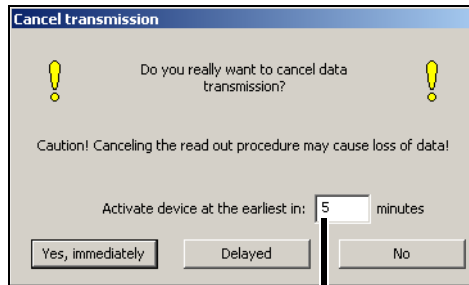 Cancel transmission
Do you really want to cancel data
transmission?
Caution! Canceling the read out procedure may cause loss of data!
Activate device at the earliest in: 5 minutes
Yes, immediately Delayed No